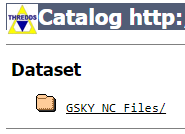 THREDDS
Catalog http:
Dataset
GSKY NC Files/